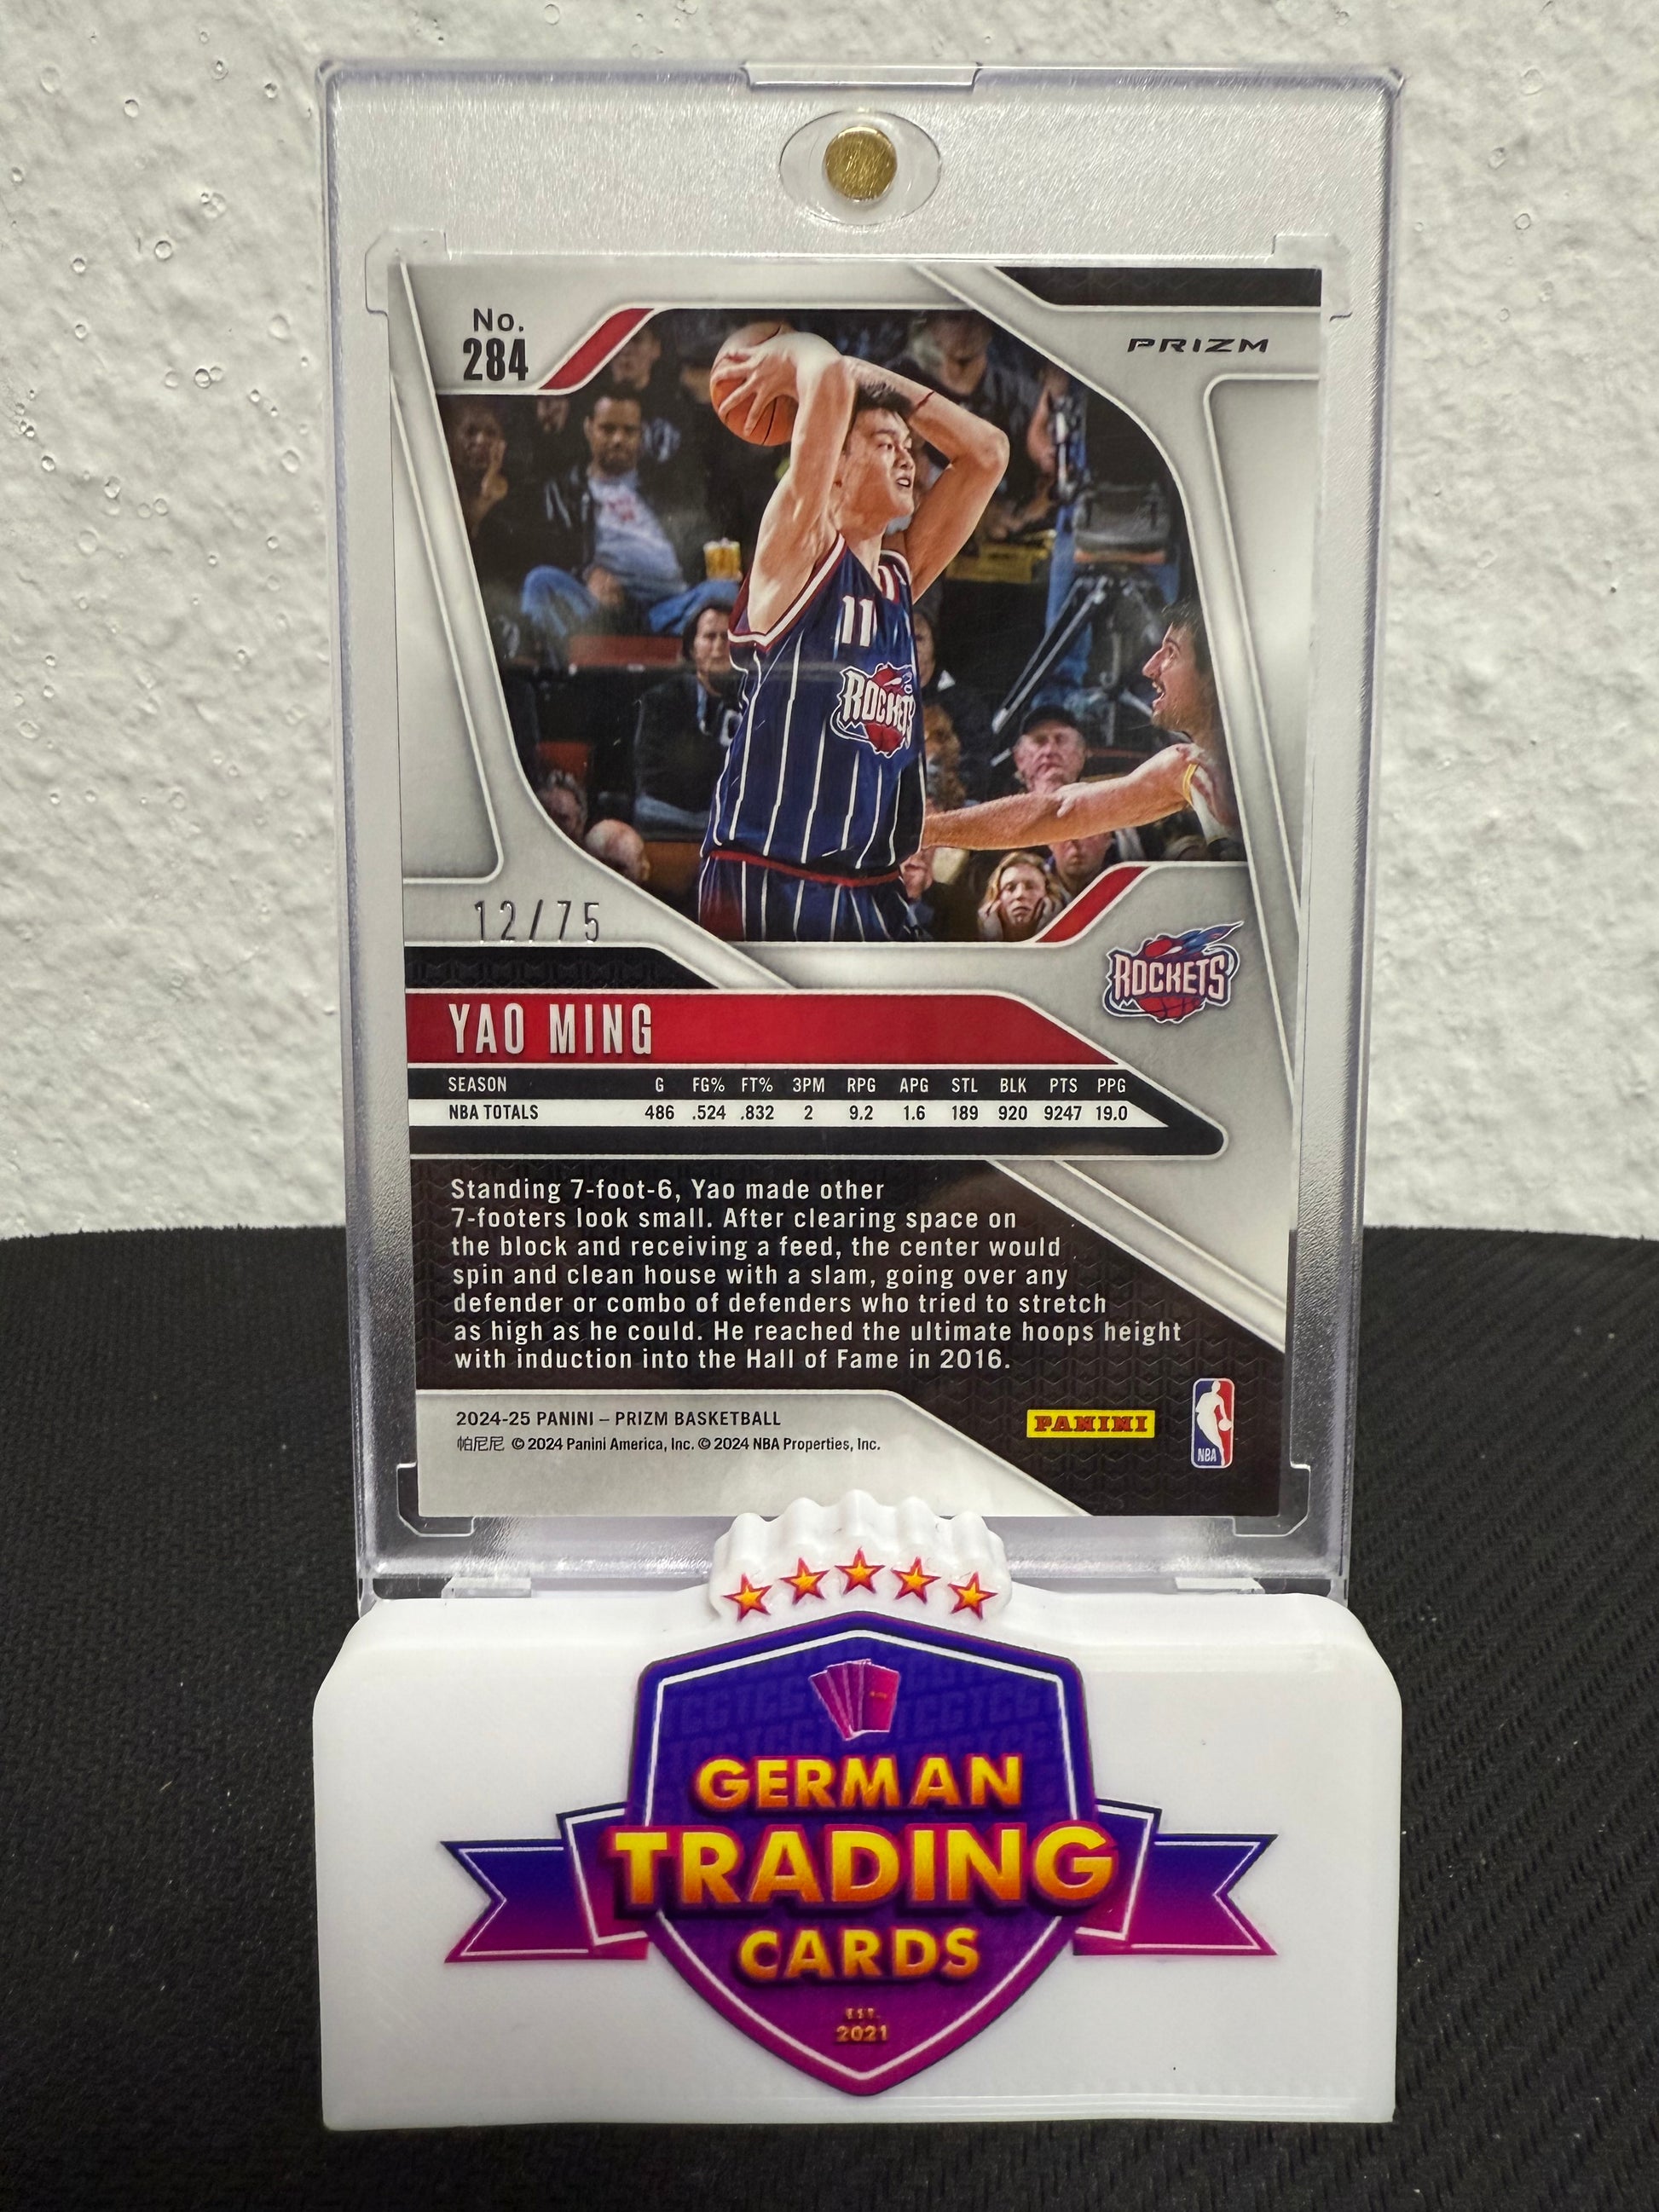 No.
284
PRIZM
11
ROCKETS
12/75
ROCKETS
YAO MING
SEASON G FG% FT% 3PM RPG APG STL BLK PTS PPG
NBA TOTALS 486 .524 .832 2 9.2 1.6 189 920 9247 19.0
Standing 7-foot-6, Yao made other
7-footers look small. After clearing space on
the block and receiving a feed, the center would
spin and clean house with a slam, going over any
defender or combo of defenders who tried to stretch
as high as he could. He reached the ultimate hoops height
with induction into the Hall of Fame in 2016.
2024-25 PANINI – PRIZM BASKETBALL
帕尼尼 © 2024 Panini America, Inc. © 2024 NBA Properties, Inc.
PANINI
NBA
GERMAN
TRADING
CARDS
EST.
2021